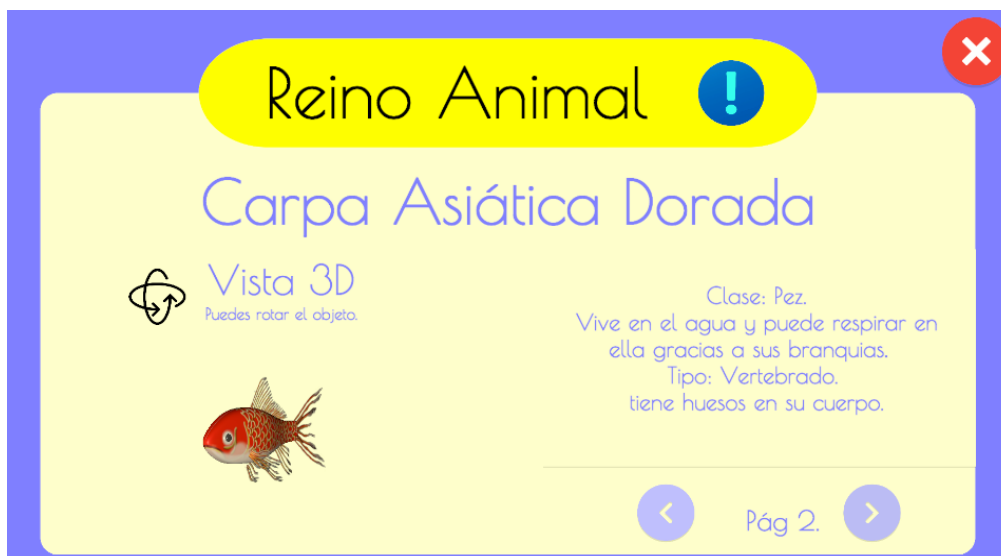 Reino Animal
Carpa Asiática Dorada
Vista 3D
Puedes rotar el objeto.
Clase: Pez.
Vive en el agua y puede respirar en
ella gracias a sus branquias.
Tipo: Vertebrado.
tiene huesos en su cuerpo.
Pág 2.